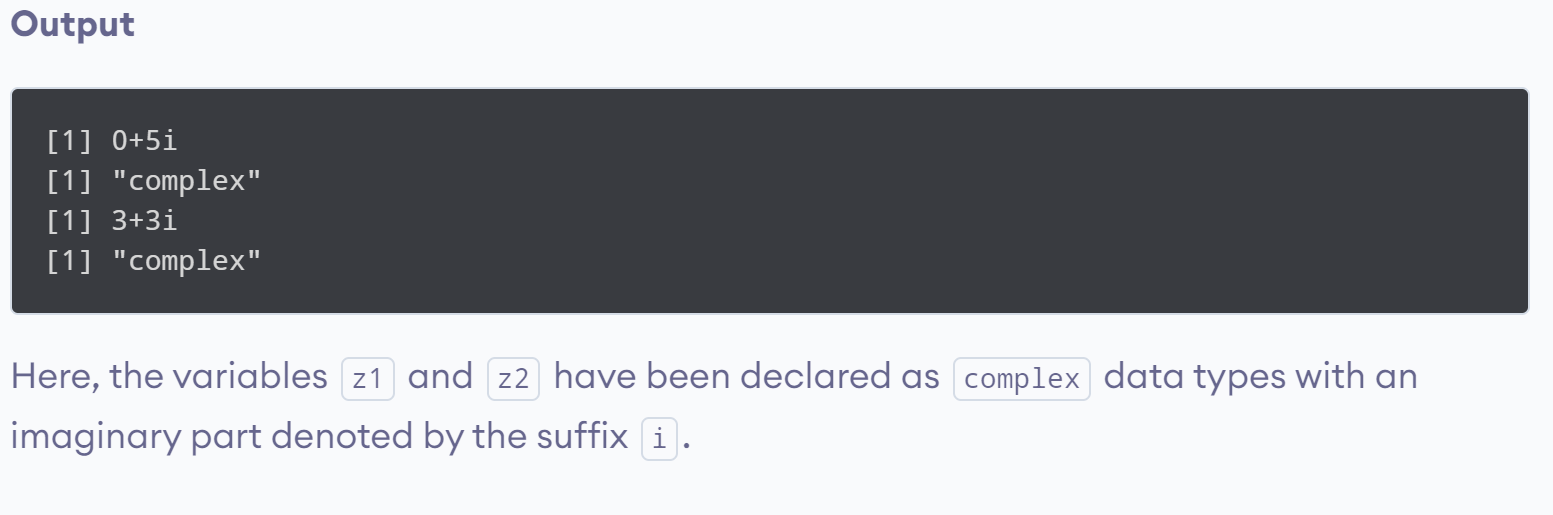 Output
[1] 0+5i
[1] "complex"
[1] 3+3i
[1] "complex"
Here, the variables z1 and z2 have been declared as complex data types with an
imaginary part denoted by the suffix i.